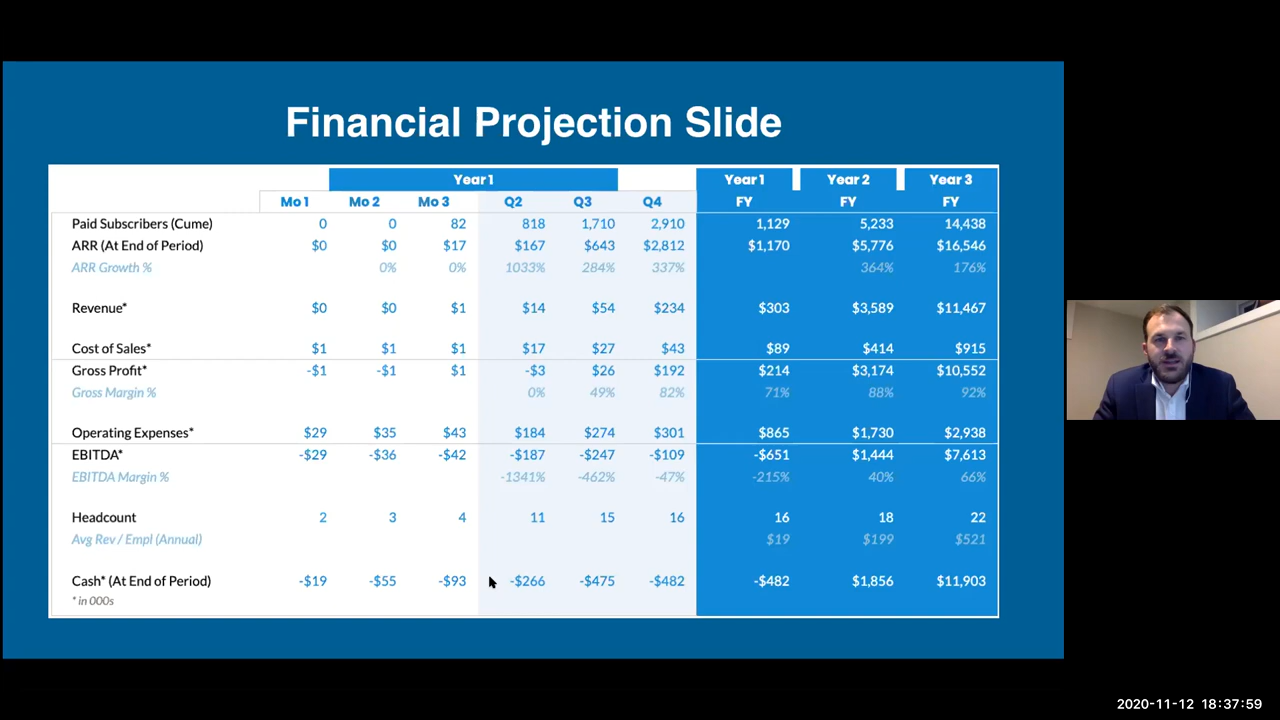 Financial Projection Slide
Year 1 Year 1 Year 2 Year 3
Mo 1 Mo 2 Mo 3 Q2 Q3 Q4 FY FY FY
Paid Subscribers (Cume) 0 0 82 818 1,710 2,910 1,129 5,233 14,438
ARR (At End of Period) $0 $0 $17 $167 $643 $2,812 $1,170 $5,776 $16,546
ARR Growth % 0% 0% 1033% 284% 337% 364% 176%
Revenue* $0 $0 $1 $14 $54 $234 $303 $3,589 $11,467
Cost of Sales* $1 $1 $1 $17 $27 $43 $89 $414 $915
Gross Profit* -$1 -$1 $1 -$3 $26 $192 $214 $3,174 $10,552
Gross Margin % 0% 49% 82% 71% 88% 92%
Operating Expenses* $29 $35 $43 $184 $274 $301 $865 $1,730 $2,938
EBITDA* -$29 -$36 -$42 -$187 -$247 -$109 -$651 $1,444 $7,613
EBITDA Margin % -1341% -462% -47% -215% 40% 66%
Headcount 2 3 4 11 15 16 16 18 22
Avg Rev / Empl (Annual) $19 $199 $521
Cash* (At End of Period) -$19 -$55 -$93 -$266 -$475 -$482 -$482 $1,856 $11,903
* in 000s
2020-11-12 18:37:59